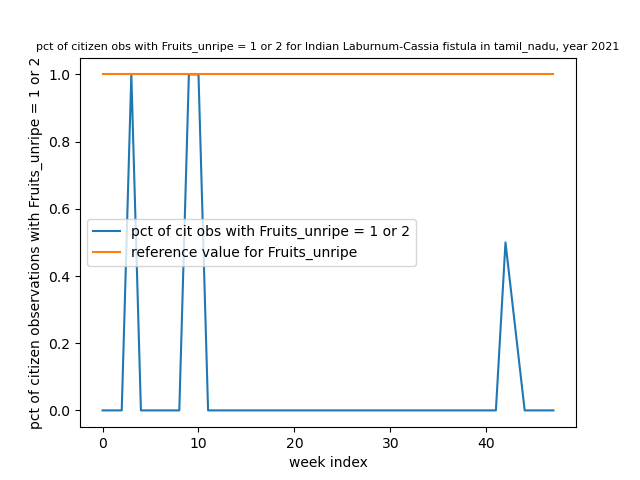 pct of citizen obs with Fruits_unripe = 1 or 2 for Indian Laburnum-Cassia fistula in tamil_nadu, year 2021
pct of citizen observations with Fruits_unripe = 1 or 2
1.0
0.8
0.6
0.4
0.2
0.0
pct of cit obs with Fruits_unripe = 1 or 2
reference value for Fruits_unripe
0 10 20 30 40
week index